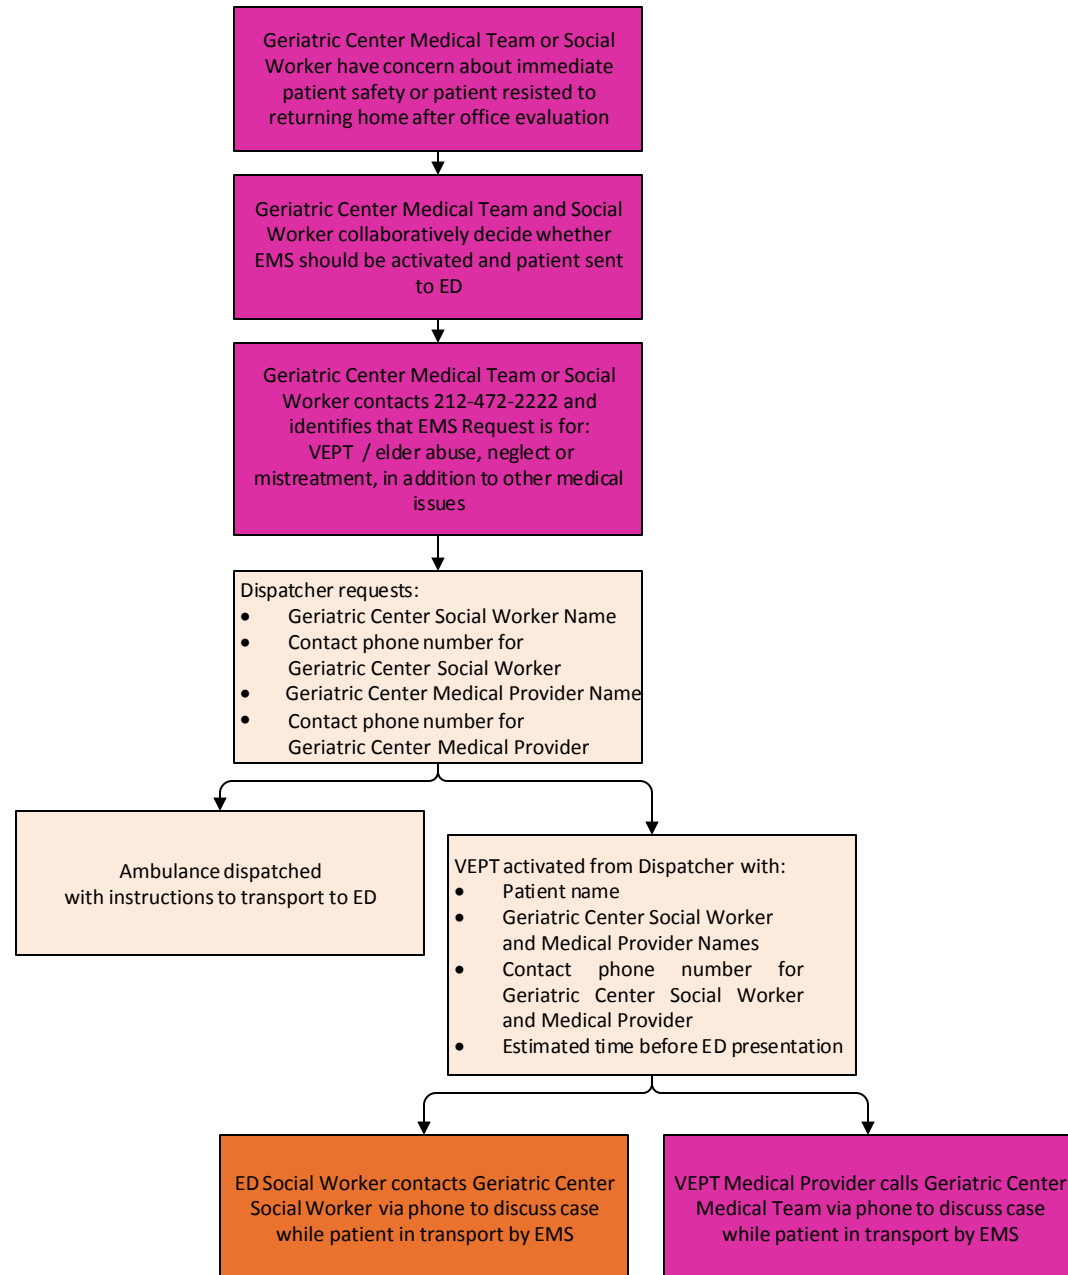 Geriatric Center Medical Team or Social
Worker have concern about immediate
patient safety or patient resisted to
returning home after office evaluation
Geriatric Center Medical Team and Social
Worker collaboratively decide whether
EMS should be activated and patient sent
to ED
Geriatric Center Medical Team or Social
Worker contacts 212-472-2222 and
identifies that EMS Request is for:
VEPT / elder abuse, neglect or
mistreatment, in addition to other medical
issues
Dispatcher requests:
• Geriatric Center Social Worker Name
• Contact phone number for
Geriatric Center Social Worker
• Geriatric Center Medical Provider Name
• Contact phone number for
Geriatric Center Medical Provider
Ambulance dispatched
with instructions to transport to ED
VEPT activated from Dispatcher with:
• Patient name
• Geriatric Center Social Worker
and Medical Provider Names
• Contact phone number for
Geriatric Center Social Worker
and Medical Provider
• Estimated time before ED presentation
ED Social Worker contacts Geriatric Center
Social Worker via phone to discuss case
while patient in transport by EMS
VEPT Medical Provider calls Geriatric Center
Medical Team via phone to discuss case
while patient in transport by EMS